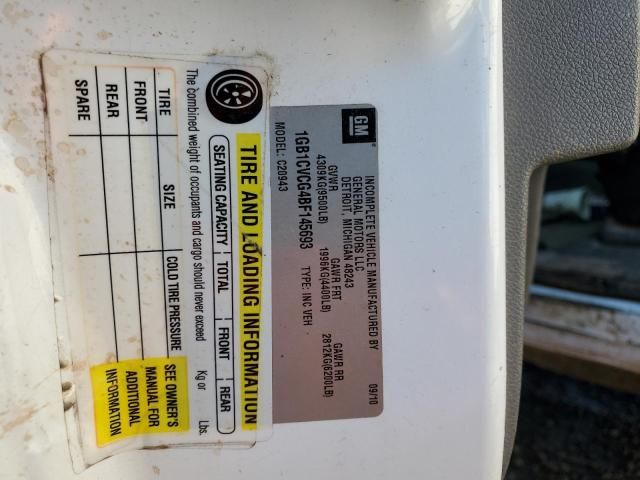 GM
INCOMPLETE VEHICLE MANUFACTURED BY
GENERAL MOTORS LLC
DETROIT, MICHIGAN 48243
09/10
GVWR GAWR FRT GAWR RR
4309KG(9500LB) 1996KG(4400LB) 2812KG(6200LB)
1GB1CVCG4BF145693 TYPE: INC VEH
MODEL: C20943
TIRE AND LOADING INFORMATION
SEATING CAPACITY TOTAL FRONT REAR
The combined weight of occupants and cargo should never exceed Kg or Lbs.
TIRE SIZE COLD TIRE PRESSURE
FRONT
REAR
SPARE
SEE OWNER'S
MANUAL FOR
ADDITIONAL
INFORMATION